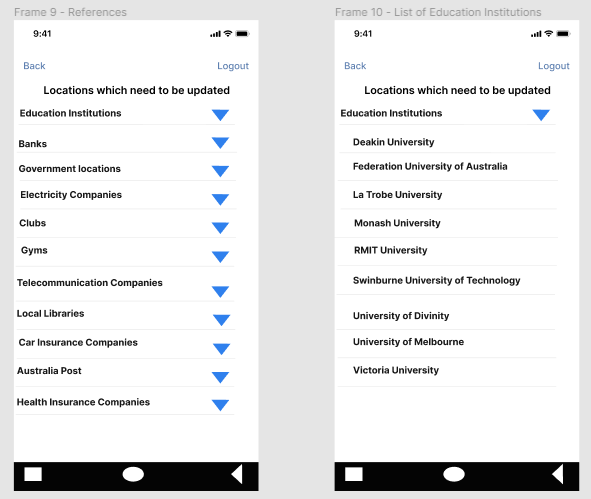 Frame 9 - References
9:41
Back
Logout
Locations which need to be updated
Education Institutions
Banks
Government locations
Electricity Companies
Clubs
Gyms
Telecommunication Companies
Local Libraries
Car Insurance Companies
Australia Post
Health Insurance Companies
Frame 10 - List of Education Institutions
9:41
Back
Logout
Locations which need to be updated
Education Institutions
Deakin University
Federation University of Australia
La Trobe University
Monash University
RMIT University
Swinburne University of Technology
University of Divinity
University of Melbourne
Victoria University